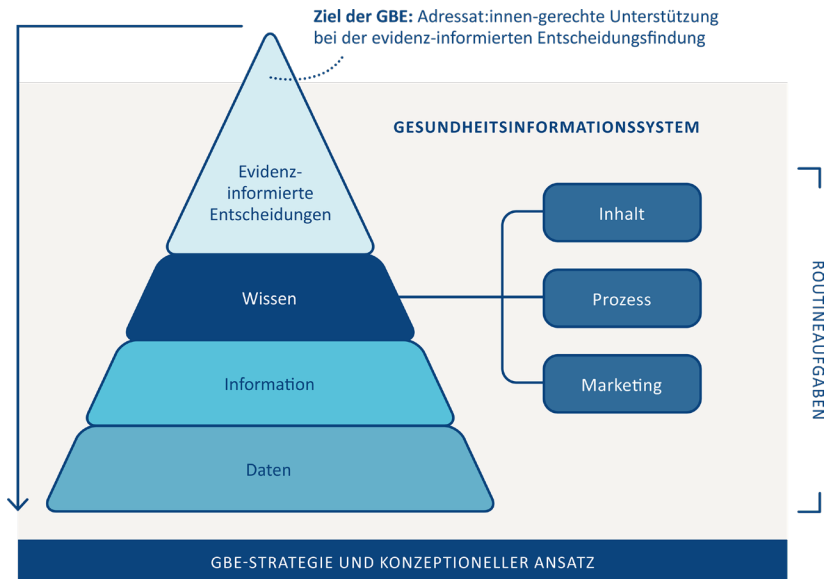 Ziel der GBE: Adressat:innen-gerechte Unterstützung
bei der evidenz-informierten Entscheidungsfindung
GESUNDHEITSINFORMATIONSSYSTEM
Evidenz-
informierte
Entscheidungen
Wissen
Information
Daten
Inhalt
Prozess
Marketing
ROUTINEAUFGABEN
GBE-STRATEGIE UND KONZEPTIONELLER ANSATZ